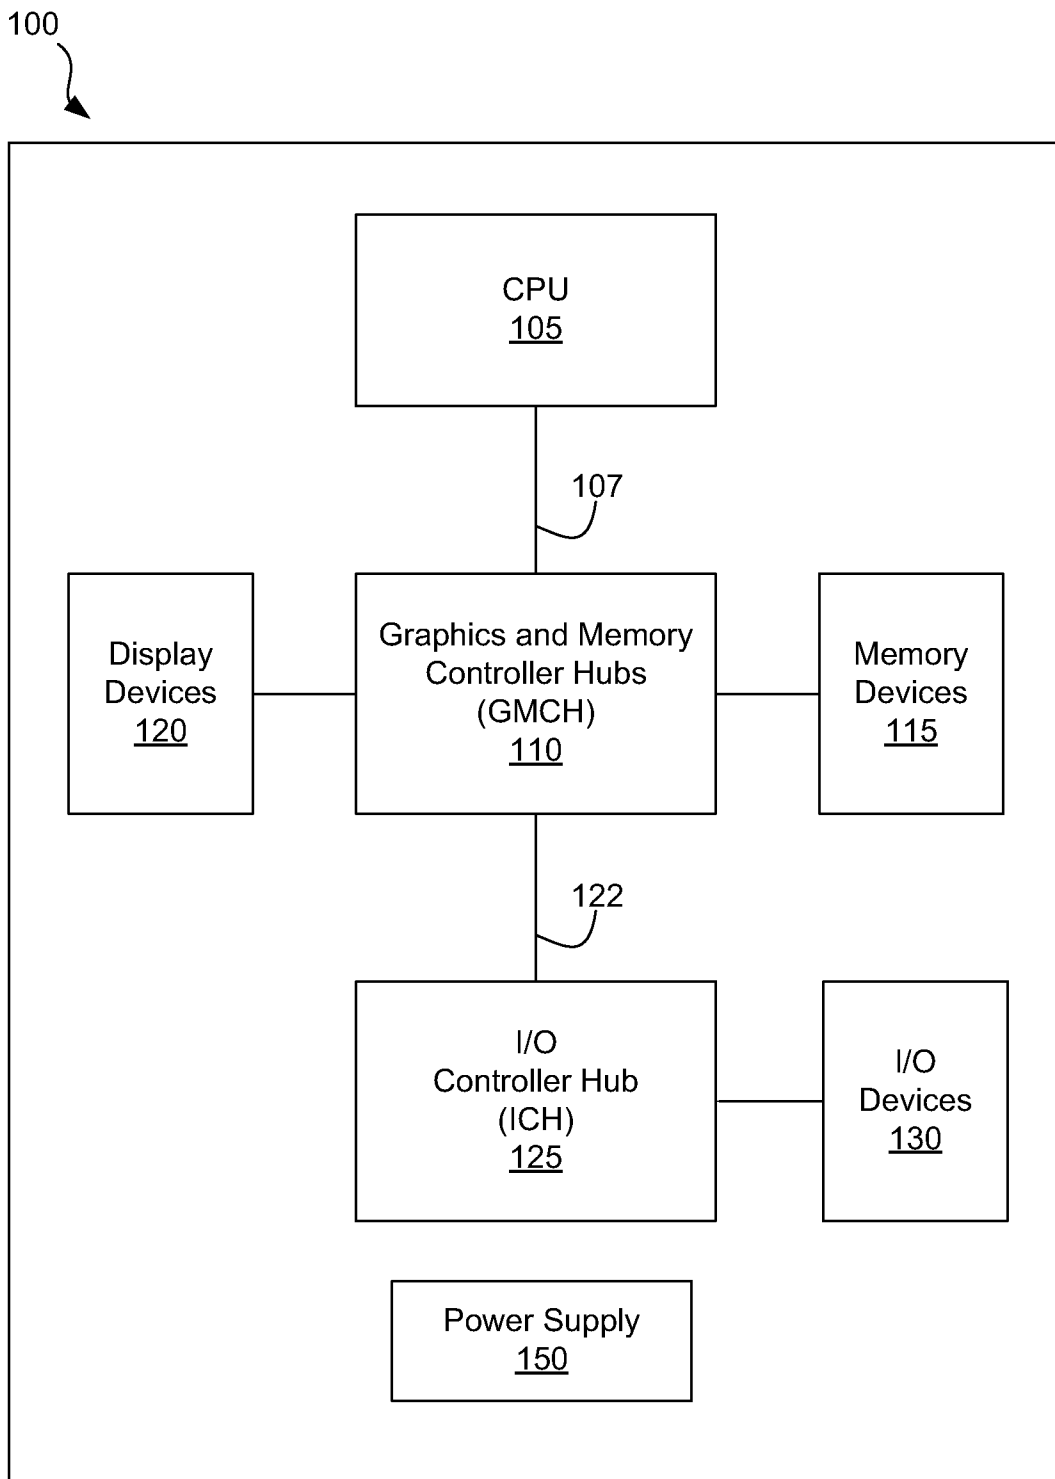 100
CPU
105
107
Display
Devices
120
Graphics and Memory
Controller Hubs
(GMCH)
110
Memory
Devices
115
122
I/O
Controller Hub
(ICH)
125
I/O
Devices
130
Power Supply
150